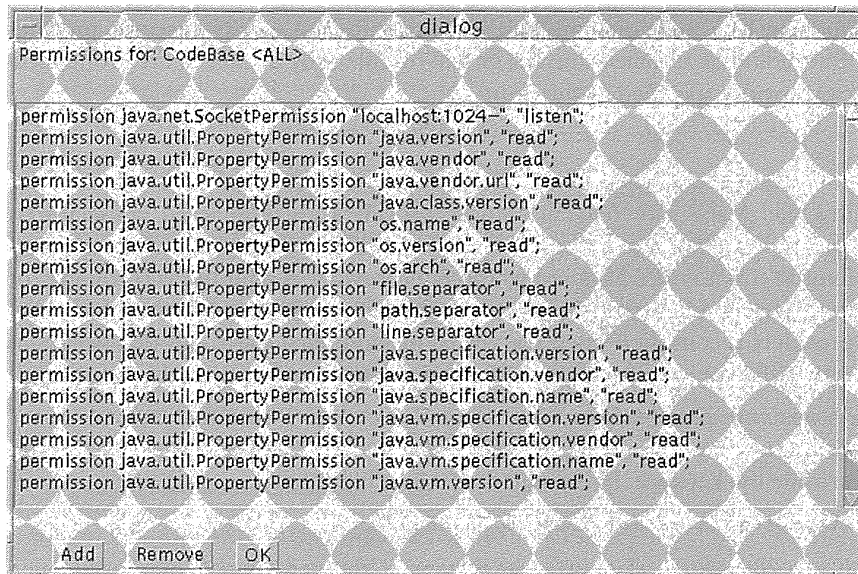 dialog
Permissions for: CodeBase <ALL>
permission java.net.SocketPermission "localhost:1024-", "listen";
permission java.util.PropertyPermission "java.version", "read";
permission java.util.PropertyPermission "java.vendor", "read";
permission java.util.PropertyPermission "java.vendor.url", "read";
permission java.util.PropertyPermission "java.class.version", "read";
permission java.util.PropertyPermission "os.name", "read";
permission java.util.PropertyPermission "os.version", "read";
permission java.util.PropertyPermission "os.arch", "read";
permission java.util.PropertyPermission "file.separator", "read";
permission java.util.PropertyPermission "path.separator", "read";
permission java.util.PropertyPermission "line.separator", "read";
permission java.util.PropertyPermission "java.specification.version", "read";
permission java.util.PropertyPermission "java.specification.vendor", "read";
permission java.util.PropertyPermission "java.specification.name", "read";
permission java.util.PropertyPermission "java.vm.specification.version", "read";
permission java.util.PropertyPermission "java.vm.specification.vendor", "read";
permission java.util.PropertyPermission "java.vm.specification.name", "read";
permission java.util.PropertyPermission "java.vm.version", "read";
Add Remove OK